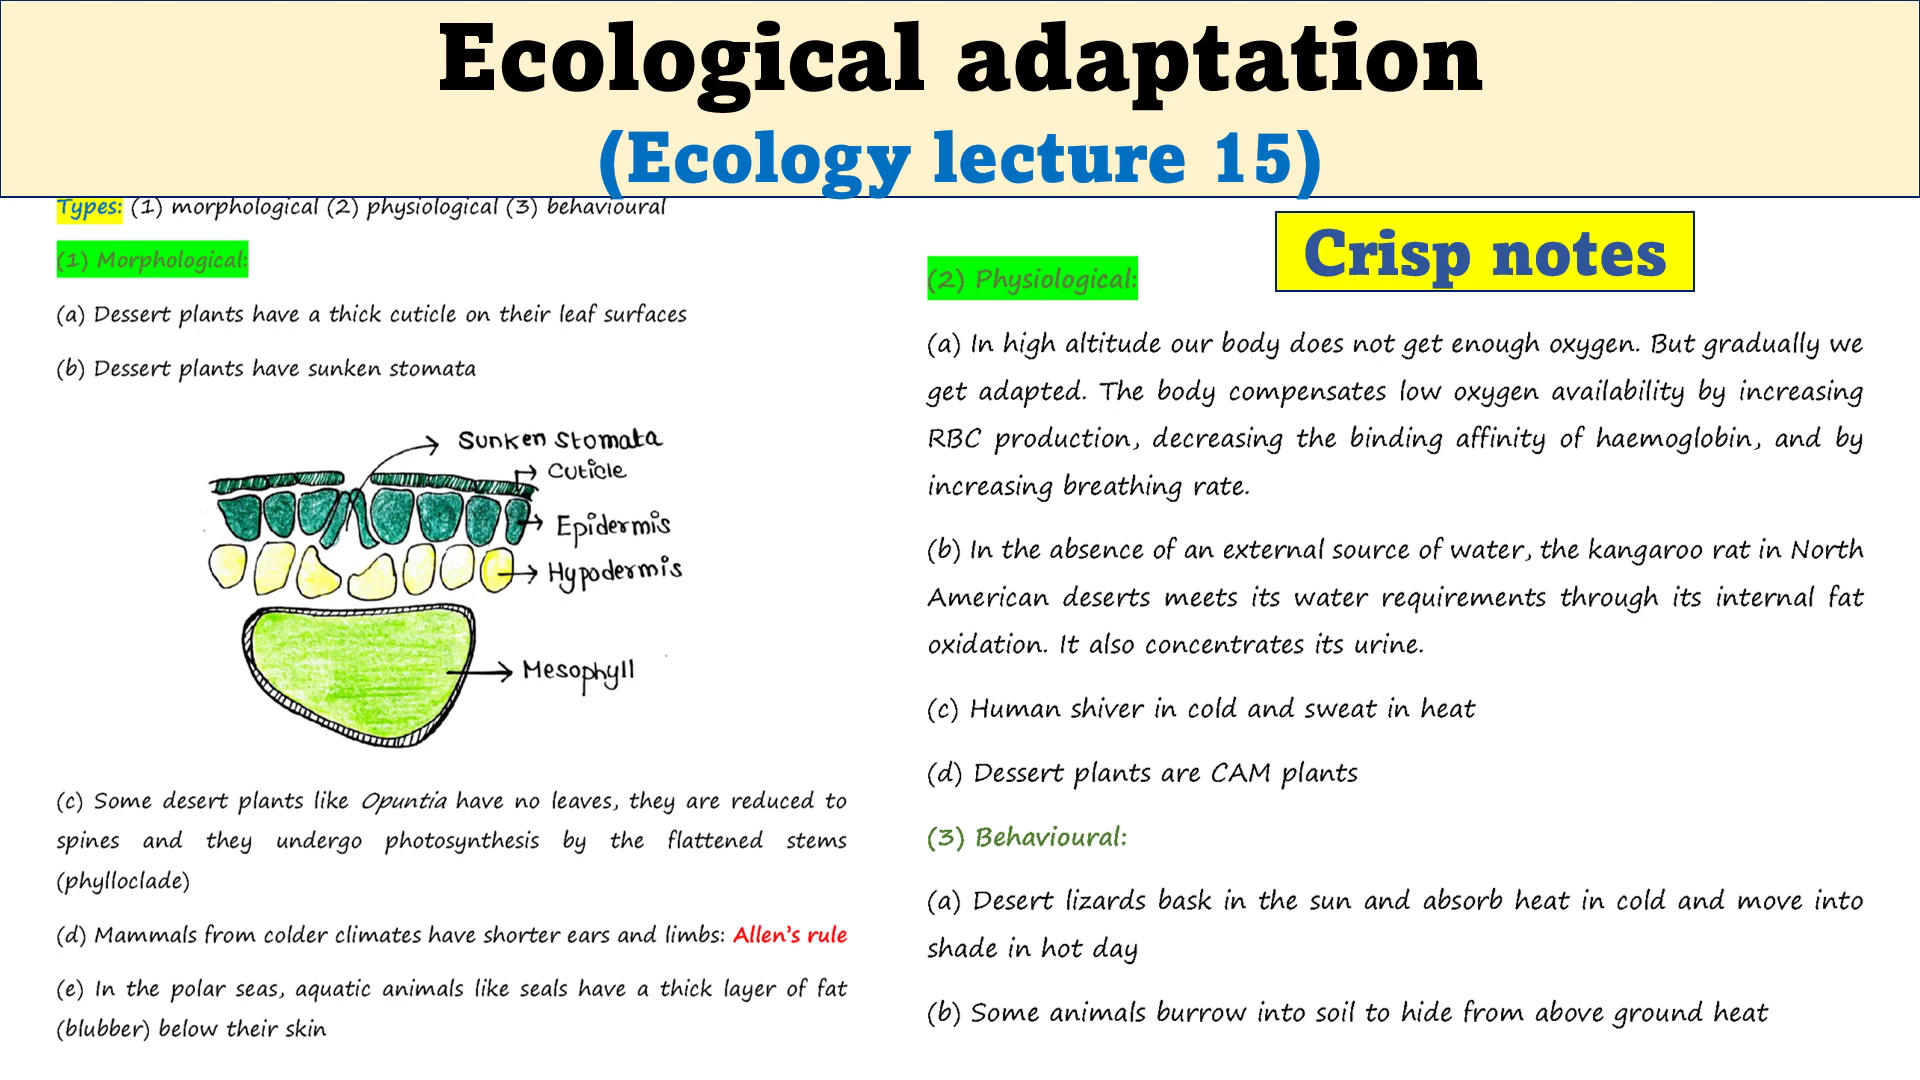 Ecological adaptation
(Ecology lecture 15)
Types: (1) morphological (2) physiological (3) behavioural
(1) Morphological:
(a) Dessert plants have a thick cuticle on their leaf surfaces
(b) Dessert plants have sunken stomata
Sunken Stomata
Cuticle
Epidermis
Hypodermis
Mesophyll
(c) Some desert plants like Opuntia have no leaves, they are reduced to
spines and they undergo photosynthesis by the flattened stems
(phylloclade)
(d) Mammals from colder climates have shorter ears and limbs: Allen's rule
(e) In the polar seas, aquatic animals like seals have a thick layer of fat
(blubber) below their skin
Crisp notes
(2) Physiological:
(a) In high altitude our body does not get enough oxygen. But gradually we
get adapted. The body compensates low oxygen availability by increasing
RBC production, decreasing the binding affinity of haemoglobin, and by
increasing breathing rate.
(b) In the absence of an external source of water, the kangaroo rat in North
American deserts meets its water requirements through its internal fat
oxidation. It also concentrates its urine.
(c) Human shiver in cold and sweat in heat
(d) Dessert plants are CAM plants
(3) Behavioural:
(a) Desert lizards bask in the sun and absorb heat in cold and move into
shade in hot day
(b) Some animals burrow into soil to hide from above ground heat